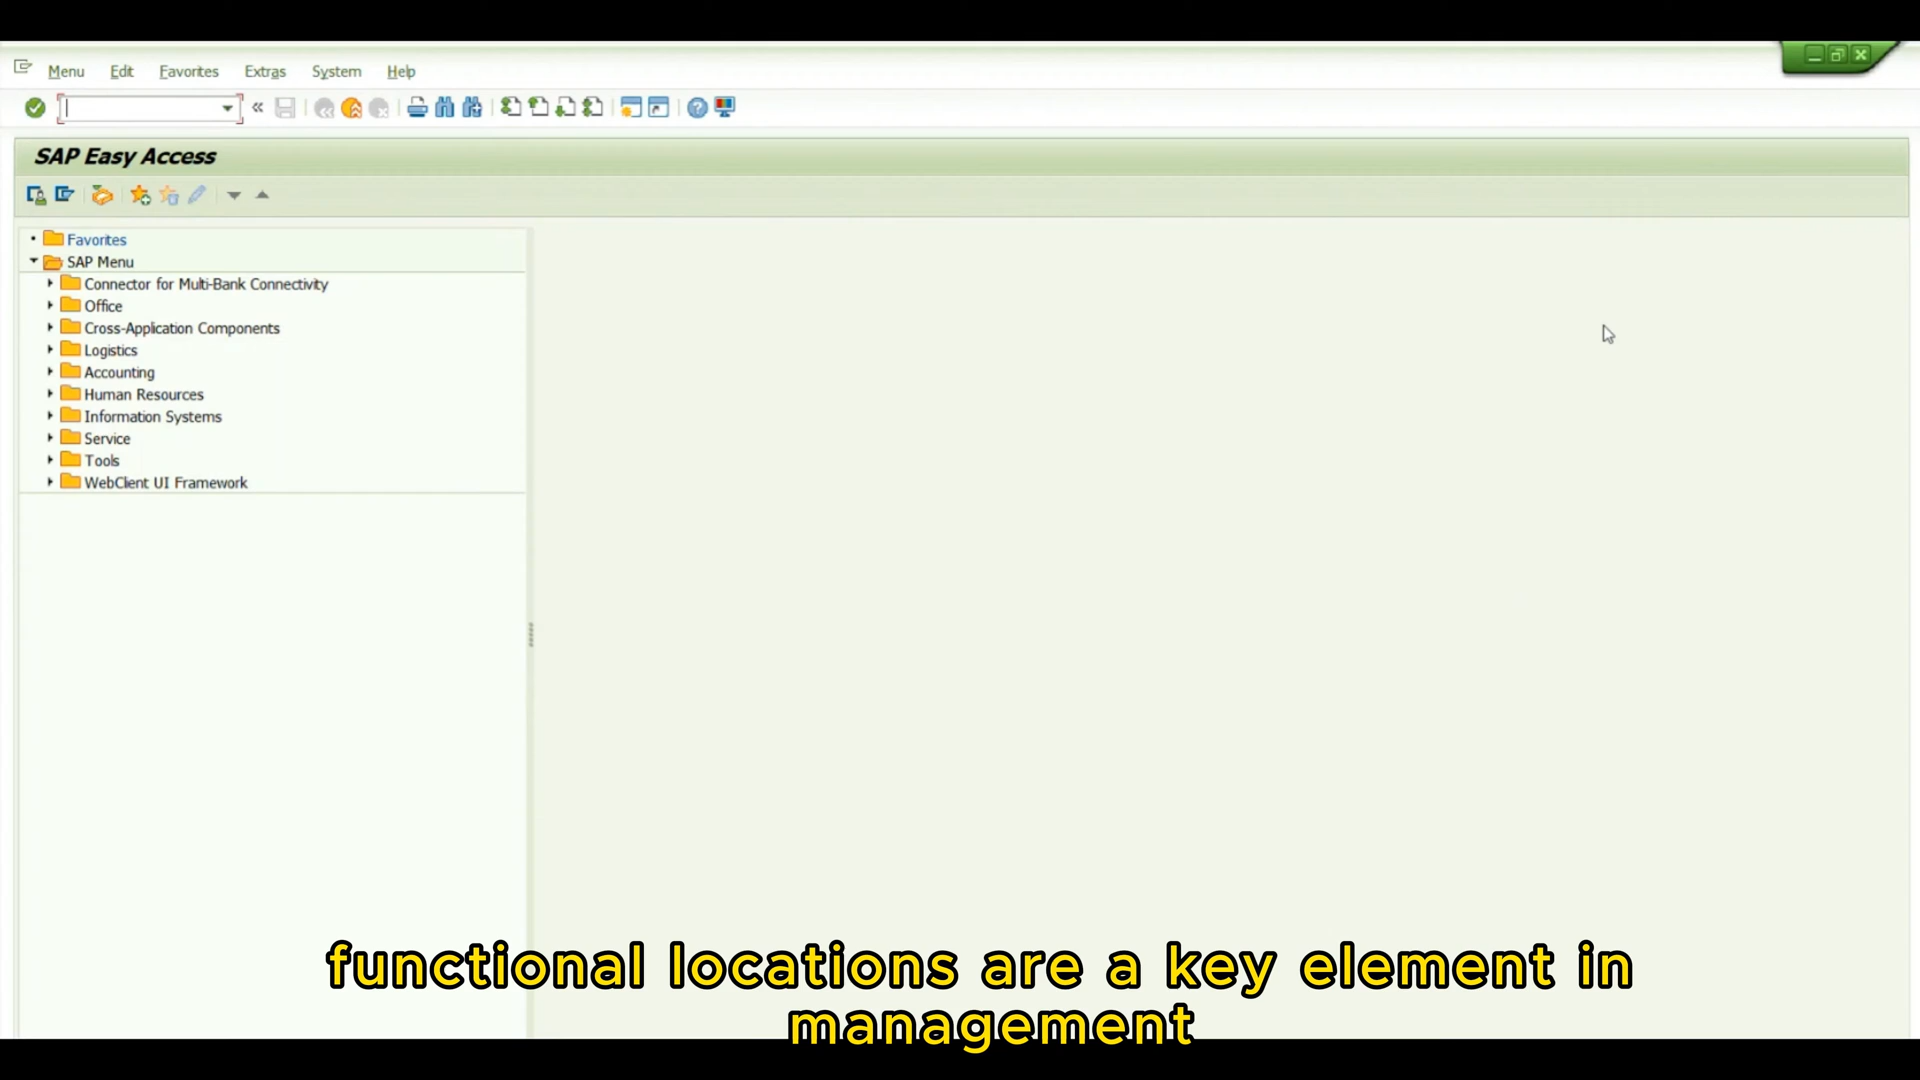 Menu Edit Favorites Extras System Help
SAP Easy Access
Favorites
SAP Menu
Connector for Multi-Bank Connectivity
Office
Cross-Application Components
Logistics
Accounting
Human Resources
Information Systems
Service
Tools
WebClient UI Framework
functional locations are a key element in
management